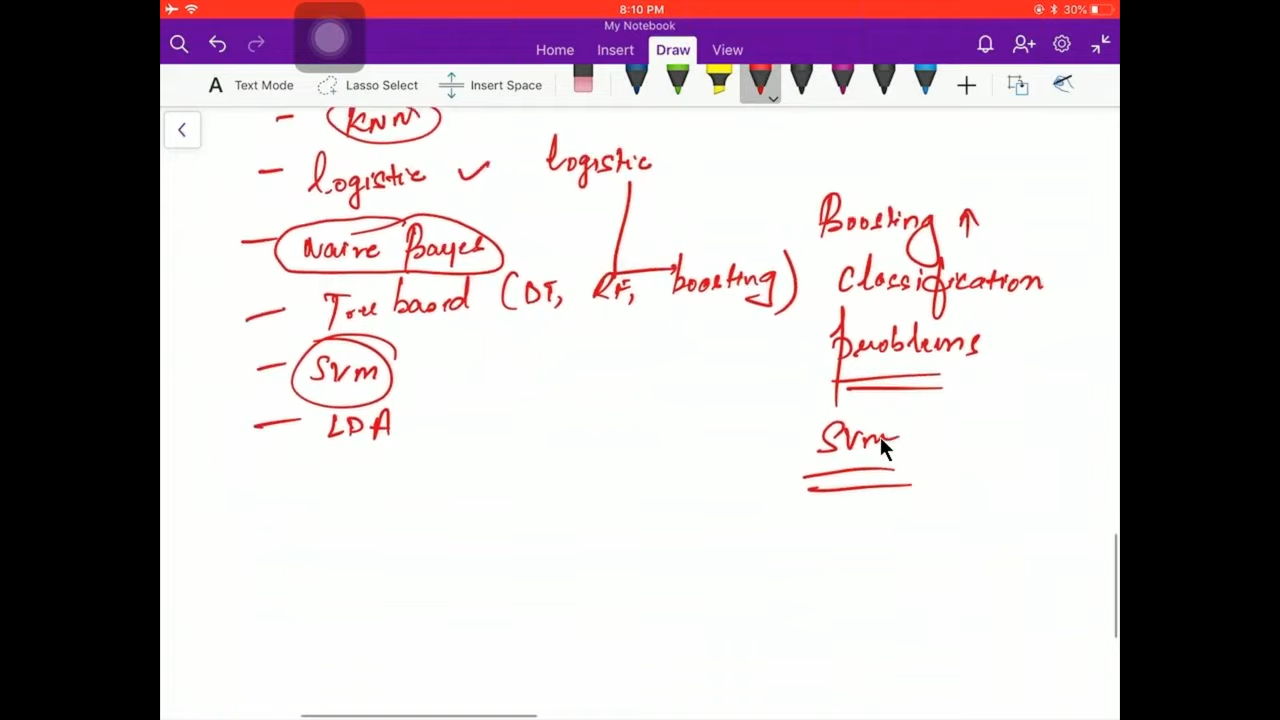 8:10 PM
30%
My Notebook
Home Insert Draw View
Text Mode Lasso Select Insert Space
- KNM
- logistic ✓ logistic
- Naive Bayes
- Tree based (DT, RF, boosting)
- SVM
- LDA
Boosting ↑
classification
problems
SVM